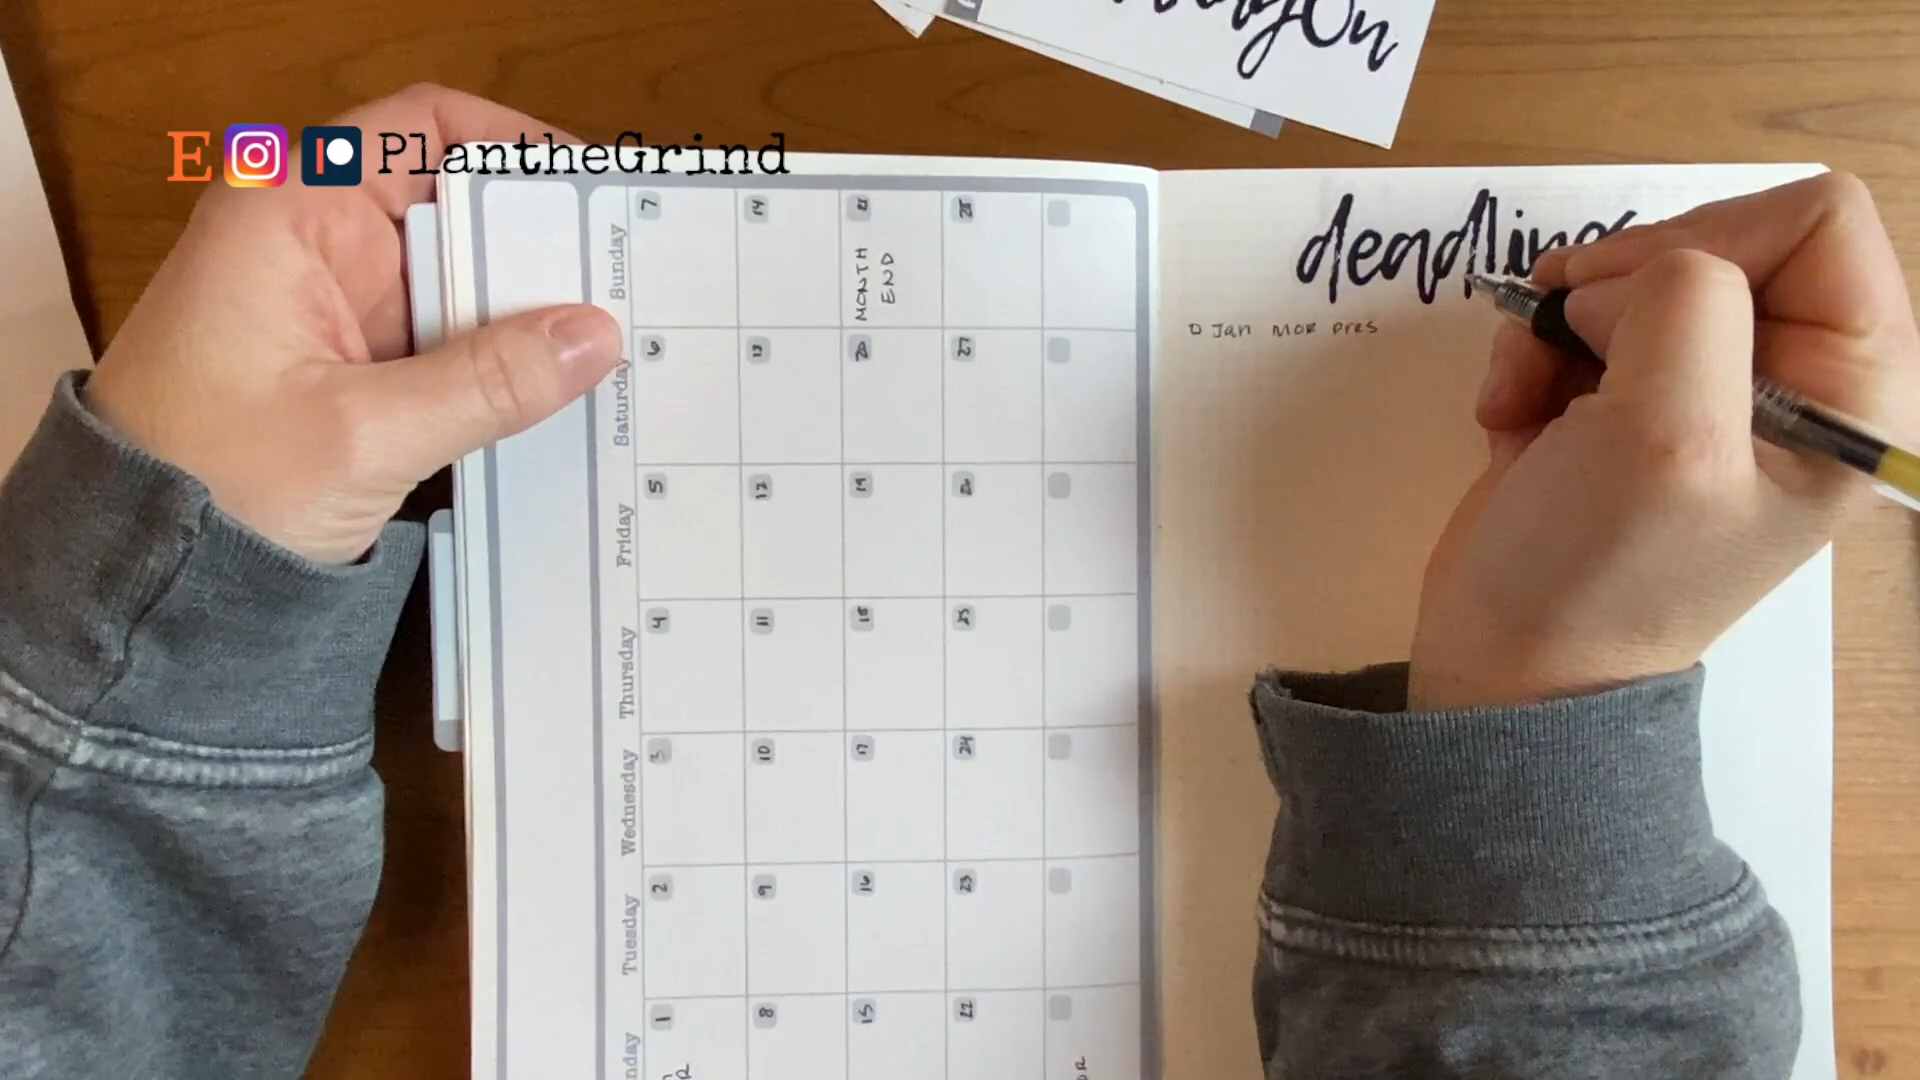 PlantheGrind
deadline
Jan MOR pres
Sunday
7
14
21
28
MONTH
END
Saturday
6
13
20
27
Friday
5
12
19
26
Thursday
4
11
18
25
Wednesday
3
10
17
24
Tuesday
2
9
16
23
1
8
15
22